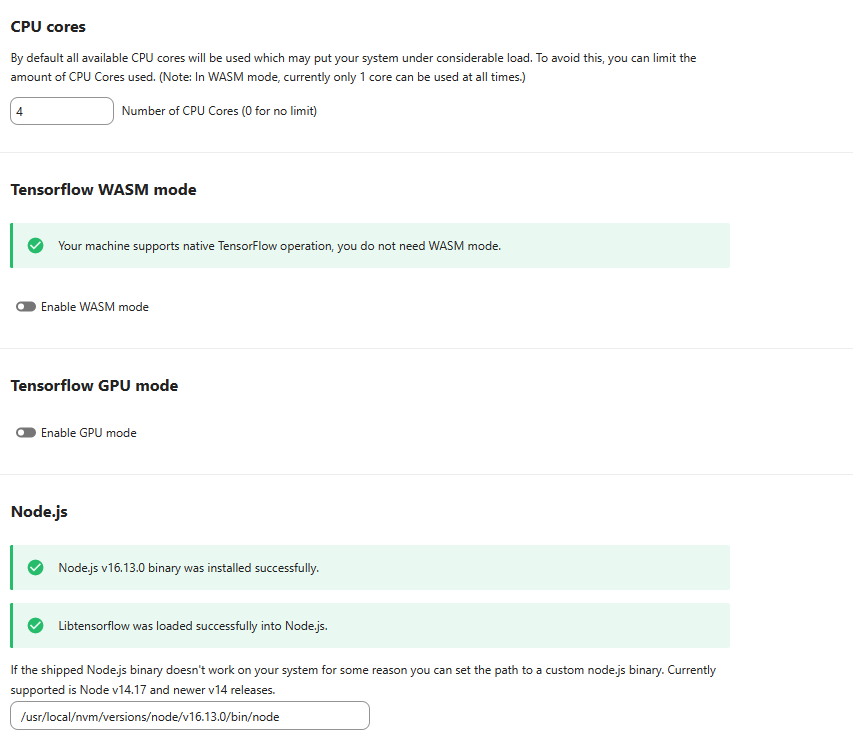 CPU cores
By default all available CPU cores will be used which may put your system under considerable load. To avoid this, you can limit the
amount of CPU Cores used. (Note: In WASM mode, currently only 1 core can be used at all times.)
4 Number of CPU Cores (0 for no limit)
Tensorflow WASM mode
Your machine supports native TensorFlow operation, you do not need WASM mode.
Enable WASM mode
Tensorflow GPU mode
Enable GPU mode
Node.js
Node.js v16.13.0 binary was installed successfully.
Libtensorflow was loaded successfully into Node.js.
If the shipped Node.js binary doesn't work on your system for some reason you can set the path to a custom node.js binary. Currently
supported is Node v14.17 and newer v14 releases.
/usr/local/nvm/versions/node/v16.13.0/bin/node